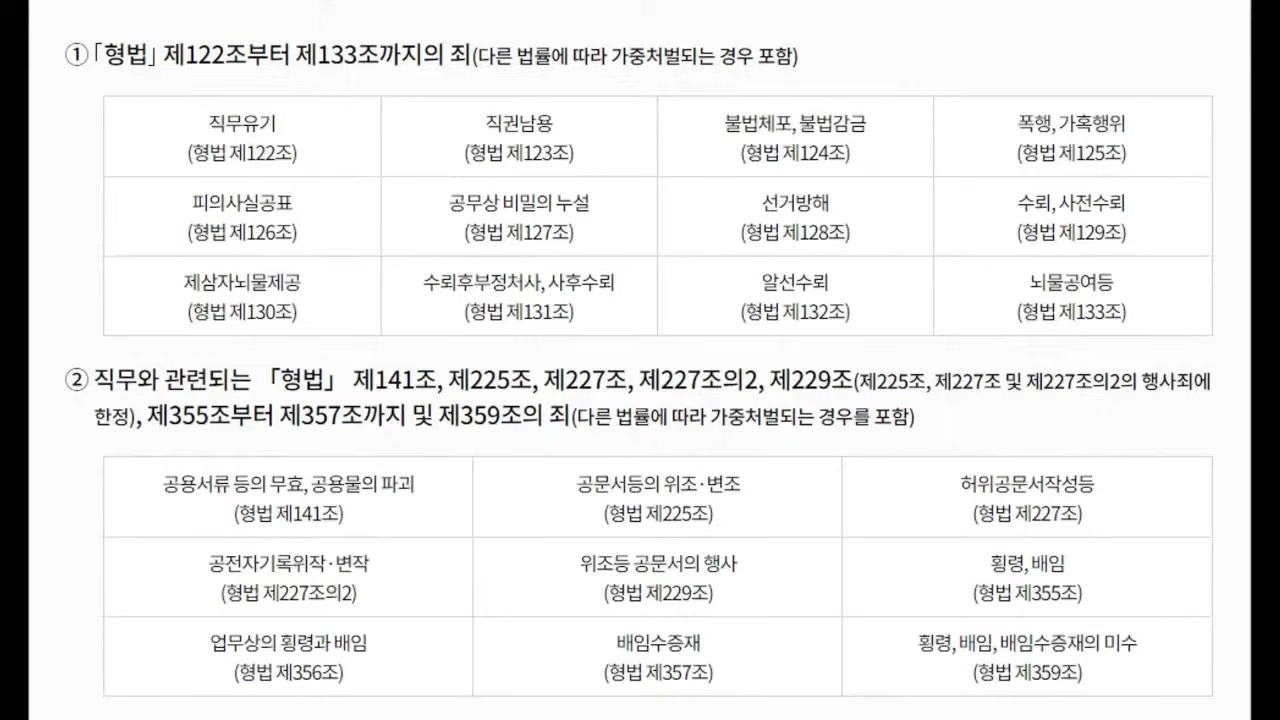 ①「형법」 제122조부터 제133조까지의 죄(다른 법률에 따라 가중처벌되는 경우 포함)
직무유기 직권남용 불법체포, 불법감금 폭행, 가혹행위
(형법 제122조) (형법 제123조) (형법 제124조) (형법 제125조)
피의사실공표 공무상 비밀의 누설 선거방해 수뢰, 사전수뢰
(형법 제126조) (형법 제127조) (형법 제128조) (형법 제129조)
제삼자뇌물제공 수뢰후부정처사, 사후수뢰 알선수뢰 뇌물공여등
(형법 제130조) (형법 제131조) (형법 제132조) (형법 제133조)
② 직무와 관련되는 「형법」 제141조, 제225조, 제227조, 제227조의2, 제229조(제225조, 제227조 및 제227조의2의 행사죄에
한정), 제355조부터 제357조까지 및 제359조의 죄(다른 법률에 따라 가중처벌되는 경우를 포함)
공용서류 등의 무효, 공용물의 파괴 공문서등의 위조·변조 허위공문서작성등
(형법 제141조) (형법 제225조) (형법 제227조)
공전자기록위작·변작 위조등 공문서의 행사 횡령, 배임
(형법 제227조의2) (형법 제229조) (형법 제355조)
업무상의 횡령과 배임 배임수증재 횡령, 배임, 배임수증재의 미수
(형법 제356조) (형법 제357조) (형법 제359조)